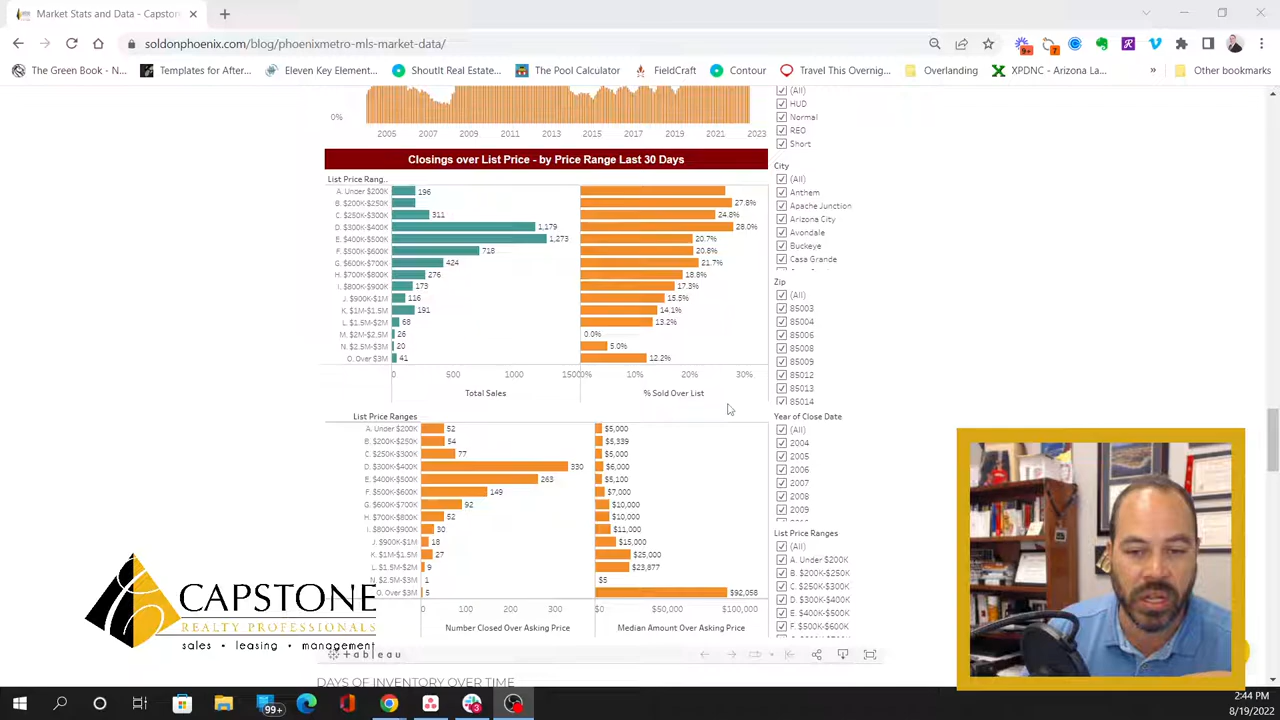 Market Stats and Data - Capston
soldonphoenix.com/blog/phoenixmetro-mls-market-data/
9+
7
The Green Book - N...
Templates for After...
Eleven Key Element...
ShoutIt Real Estate...
The Pool Calculator
FieldCraft
Contour
Travel This Overnig...
Overlanding
XPDNC - Arizona La...
»
Other bookmarks
0%
2005 2007 2009 2011 2013 2015 2017 2019 2021 2023
(All)
HUD
Normal
REO
Short
Closings over List Price - by Price Range Last 30 Days
List Price Rang..
A. Under $200K 196
B. $200K-$250K 27.8%
C. $250K-$300K 311 24.8%
D. $300K-$400K 1,179 28.0%
E. $400K-$500K 1,273 20.7%
F. $500K-$600K 718 20.8%
G. $600K-$700K 424 21.7%
H. $700K-$800K 276 18.8%
I. $800K-$900K 173 17.3%
J. $900K-$1M 116 15.5%
K. $1M-$1.5M 191 14.1%
L. $1.5M-$2M 68 13.2%
M. $2M-$2.5M 26 0.0%
N. $2.5M-$3M 20 5.0%
O. Over $3M 41 12.2%
0 500 1000 1500 0% 10% 20% 30%
Total Sales
% Sold Over List
City
(All)
Anthem
Apache Junction
Arizona City
Avondale
Buckeye
Casa Grande
Zip
(All)
85003
85004
85006
85008
85009
85012
85013
85014
List Price Ranges
A. Under $200K 52 $5,000
B. $200K-$250K 54 $5,339
C. $250K-$300K 77 $5,000
D. $300K-$400K 330 $6,000
E. $400K-$500K 263 $5,100
F. $500K-$600K 149 $7,000
G. $600K-$700K 92 $10,000
H. $700K-$800K 52 $10,000
I. $800K-$900K 30 $11,000
J. $900K-$1M 18 $15,000
K. $1M-$1.5M 27 $25,000
L. $1.5M-$2M 9 $23,877
N. $2.5M-$3M 1 $5
O. Over $3M 5 $92,058
0 100 200 300 $0 $50,000 $100,000
Number Closed Over Asking Price
Median Amount Over Asking Price
Year of Close Date
(All)
2004
2005
2006
2007
2008
2009
List Price Ranges
(All)
A. Under $200K
B. $200K-$250K
C. $250K-$300K
D. $300K-$400K
E. $400K-$500K
F. $500K-$600K
CAPSTONE
REALTY PROFESSIONALS
sales • leasing • management
+ab|eau
DAYS OF INVENTORY OVER TIME
99+
2:44 PM
8/19/2022